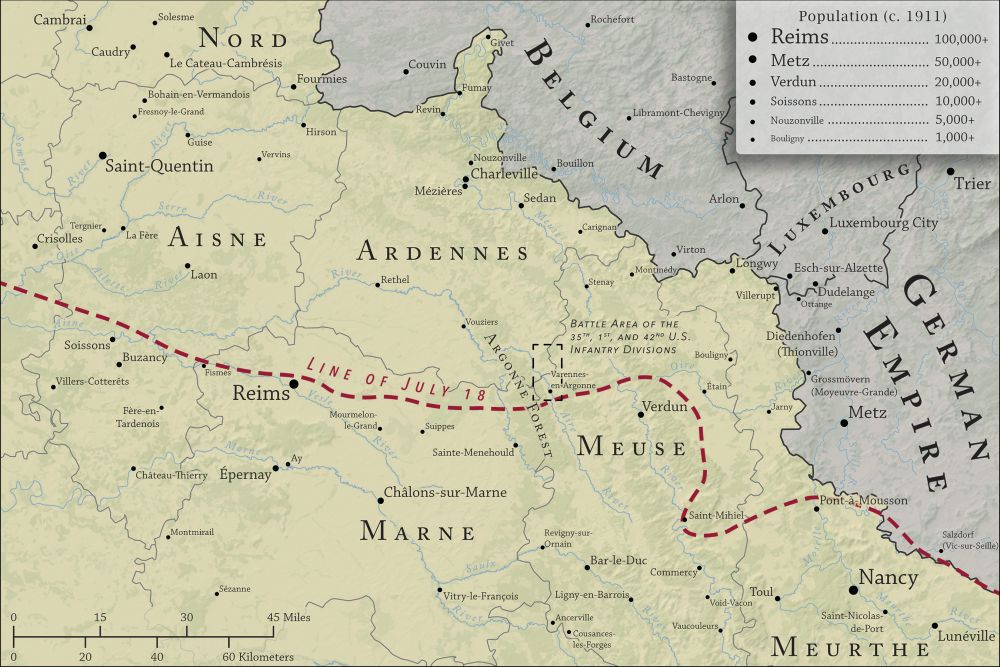 Population (c. 1911)
Reims 100,000+
Metz 50,000+
Verdun 20,000+
Soissons 10,000+
Nouzonville 5,000+
Bouligny 1,000+
Cambrai
Solesme
Rochefort
NORD
Givet
BELGIUM
Caudry
Le Cateau-Cambrésis
Couvin
Bastogne
Fourmies
Fumay
Bohain-en-Vermandois
Fresnoy-le-Grand
Revin
Libramont-Chevigny
Hirson
Guise
Somme
River
Vervins
Nouzonville
Bouillon
Saint-Quentin
Charleville
Mézières
LUXEMBOURG
Trier
Sedan
Arlon
Serre
River
Tergnier
La Fère
Carignan
Luxembourg City
Crisolles
AISNE
ARDENNES
Virton
Oise
Laon
Longwy
Esch-sur-Alzette
River
Rethel
Montmédy
Stenay
Villerupt
Dudelange
Ottange
GERMAN EMPIRE
Aisne
Vouziers
BATTLE AREA OF THE
35TH, 1ST, AND 42ND U.S.
INFANTRY DIVISIONS
Soissons
Diedenhofen
(Thionville)
Buzancy
ARGONNE FOREST
Bouligny
Fismes
LINE OF JULY 18
Varennes-
en-Argonne
Grossmövern
(Moyeuvre-Grande)
Villers-Cotterêts
Reims
Étain
Verdun
Jarny
Fère-en-
Tardenois
Mourmelon-
le-Grand
Suippes
Metz
MEUSE
Sainte-Menehould
Château-Thierry
Épernay
Ay
Marne
River
Châlons-sur-Marne
Pont-à-Mousson
Saint-Mihiel
MARNE
Montmirail
Revigny-sur-
Ornain
Salzdorf
(Vic-sur-Seille)
Bar-le-Duc
Saulx
River
Commercy
Nancy
Sézanne
Vitry-le-François
Ligny-en-Barrois
Void-Vacon
Toul
Saint-Nicolas-
de-Port
Ancerville
Cousances-
les-Forges
Vaucouleurs
Lunéville
MEURTHE
0 15 30 45 Miles
0 20 40 60 Kilometers